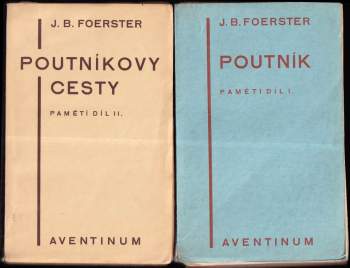 J. B. FOERSTER
POUTNÍKOVY
CESTY
PAMĚTÍ DÍL II.
AVENTINUM
J. B. FOERSTER
POUTNÍK
PAMĚTÍ DÍL I.
AVENTINUM